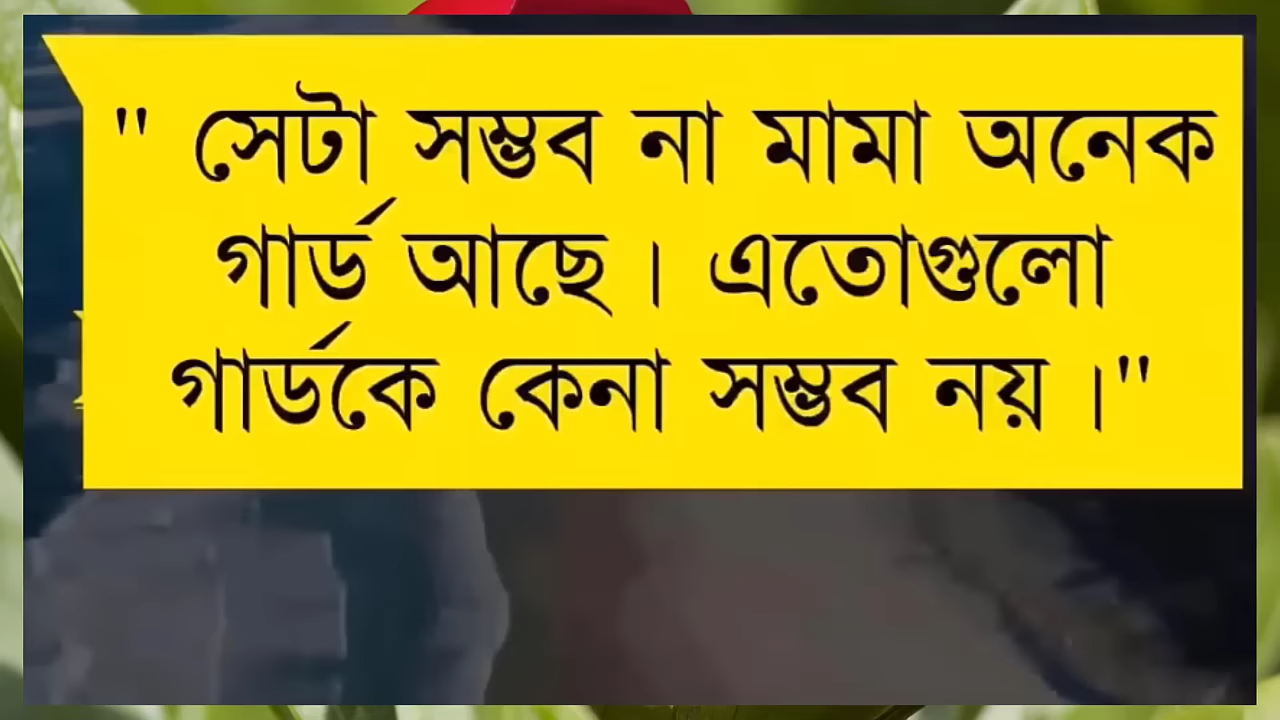 " সেটা সম্ভব না মামা অনেক
গার্ড আছে। এতোগুলো
গার্ডকে কেনা সম্ভব নয়।"